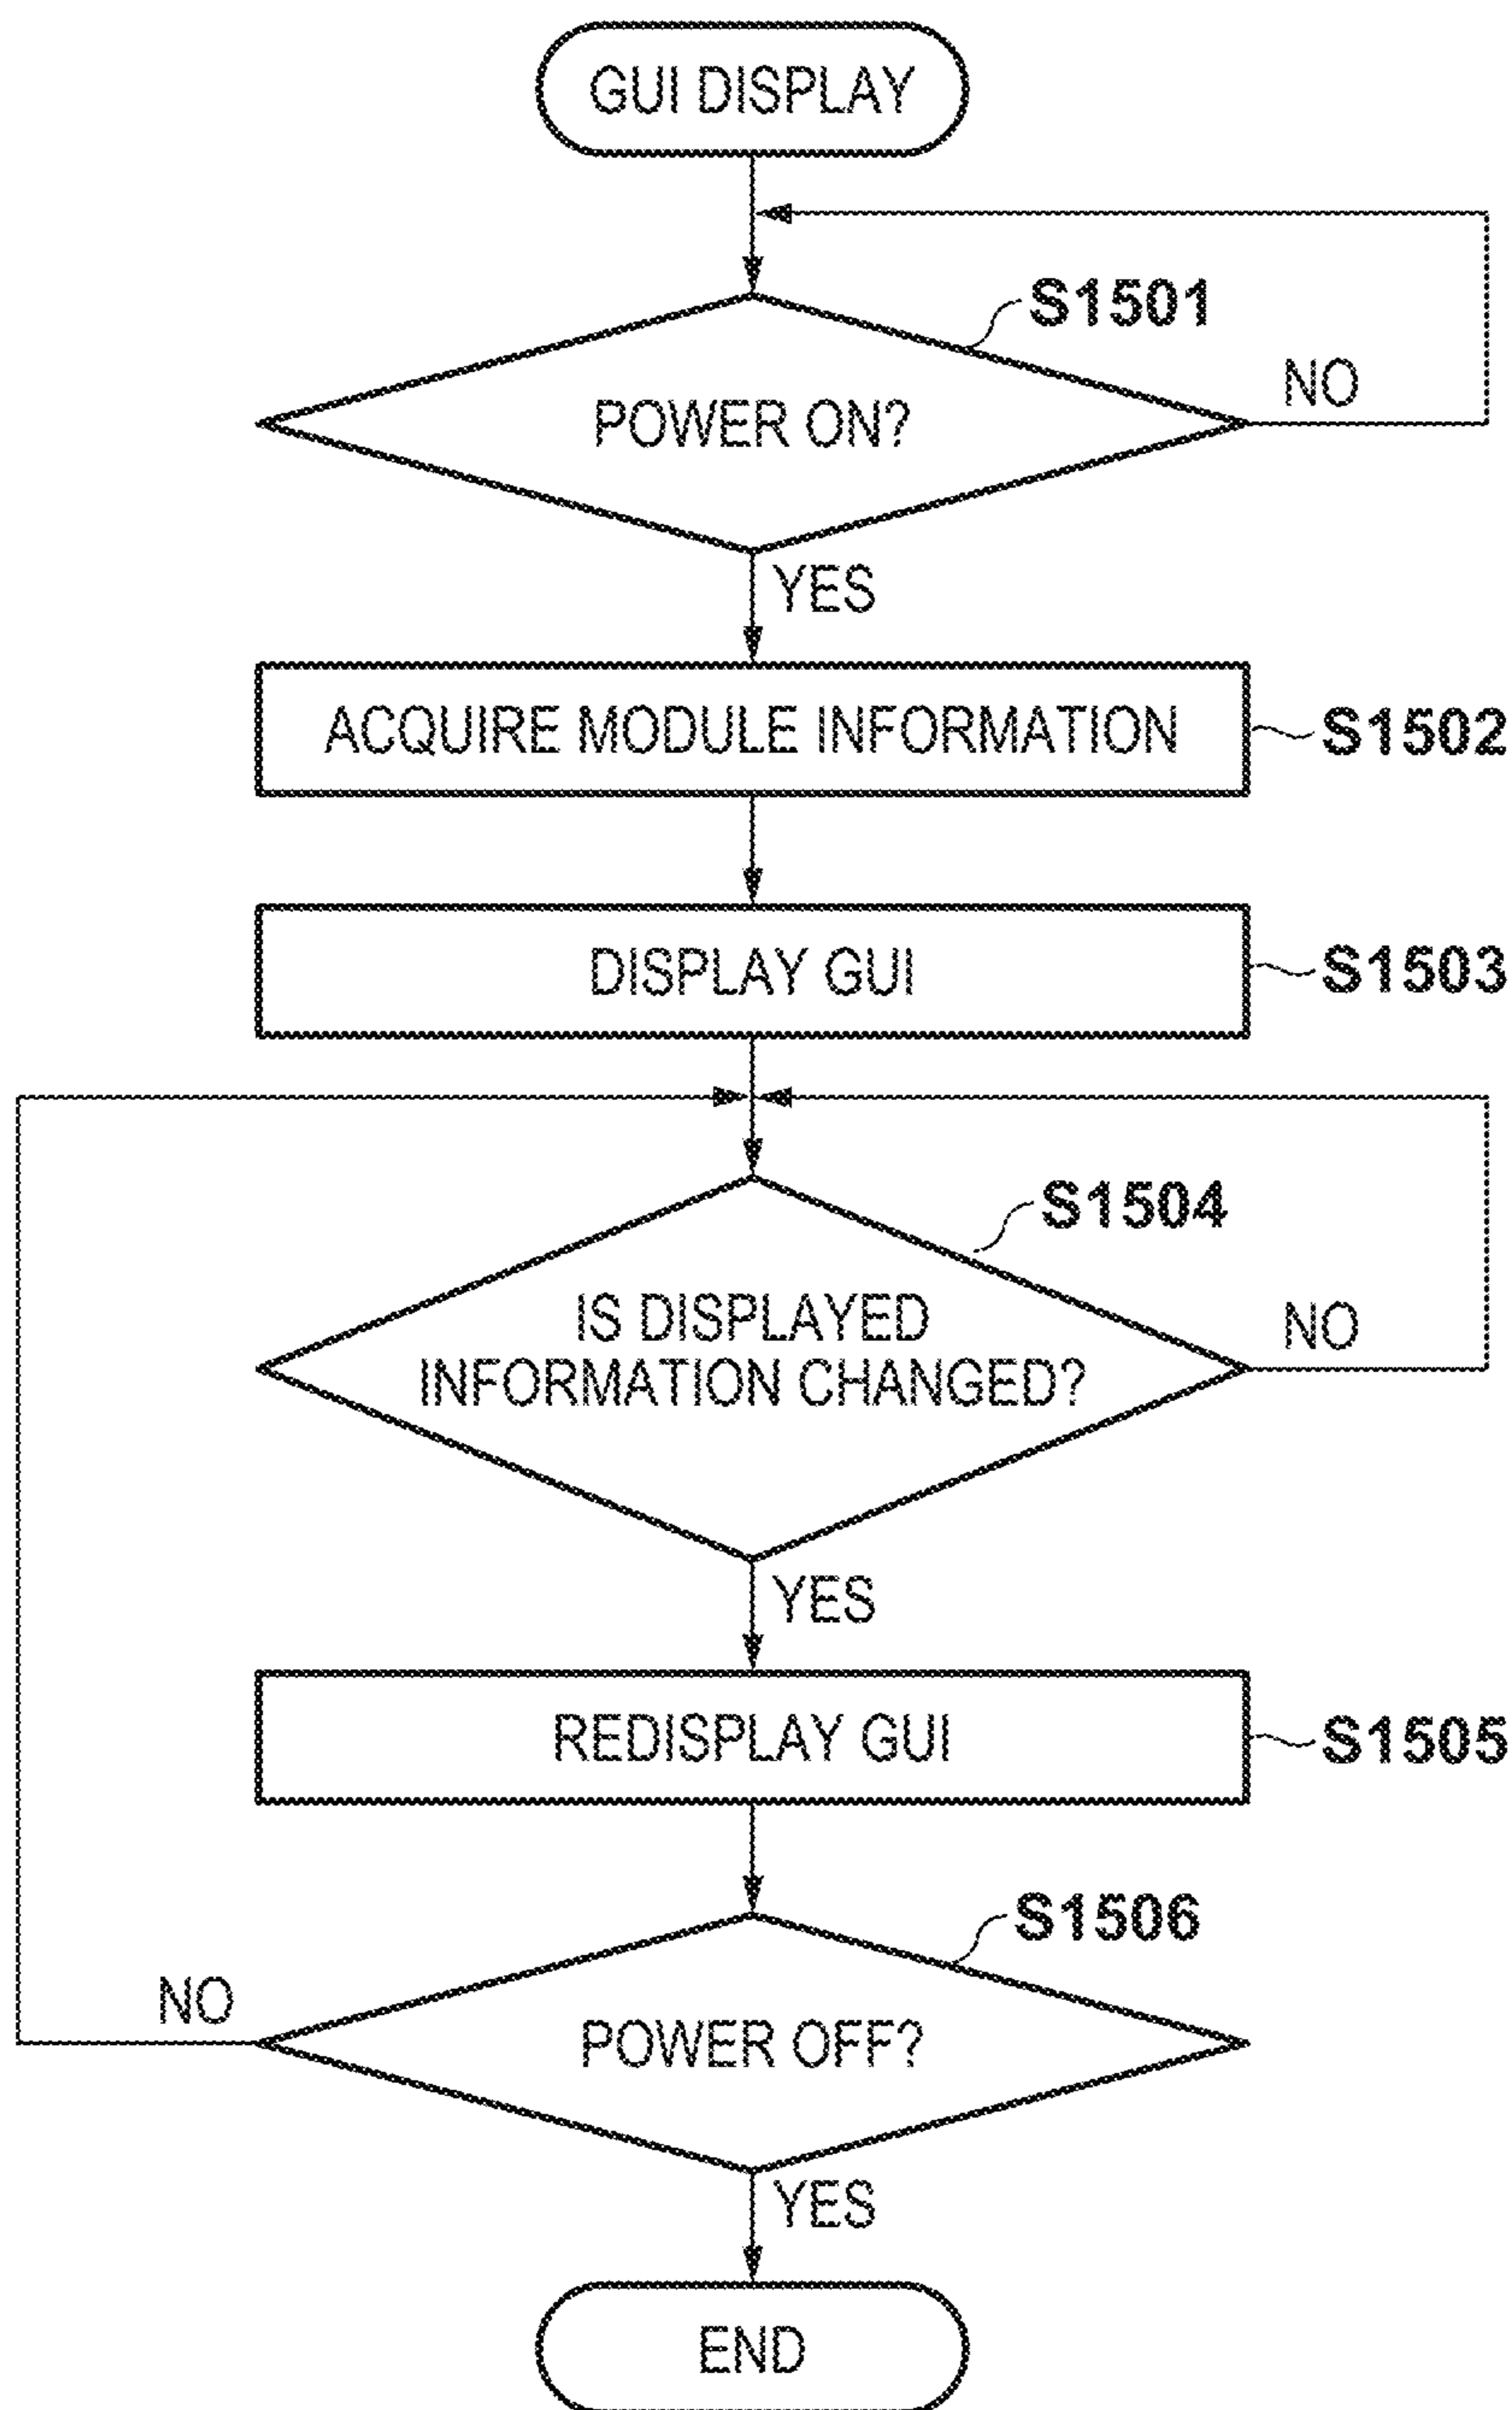 GUI DISPLAY
S1501
POWER ON?
NO
YES
ACQUIRE MODULE INFORMATION
S1502
DISPLAY GUI
S1503
S1504
IS DISPLAYED
INFORMATION CHANGED?
NO
YES
REDISPLAY GUI
S1505
S1506
NO
POWER OFF?
YES
END